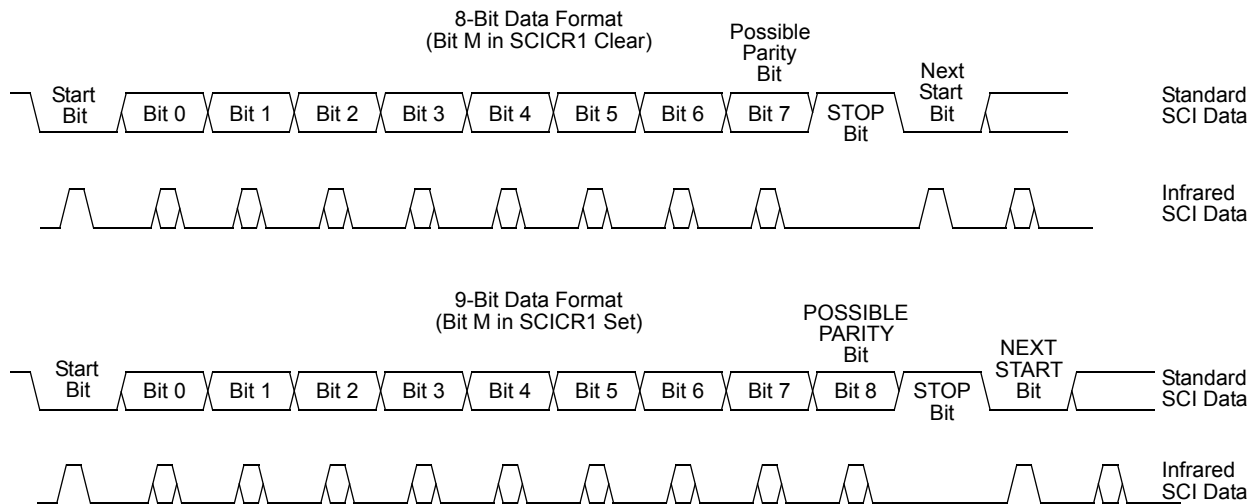 8-Bit Data Format
(Bit M in SCICR1 Clear)
Possible
Parity
Bit
Start
Bit
Bit 0
Bit 1
Bit 2
Bit 3
Bit 4
Bit 5
Bit 6
Bit 7
STOP
Bit
Next
Start
Bit
Standard
SCI Data
Infrared
SCI Data
9-Bit Data Format
(Bit M in SCICR1 Set)
POSSIBLE
PARITY
Bit
Start
Bit
Bit 0
Bit 1
Bit 2
Bit 3
Bit 4
Bit 5
Bit 6
Bit 7
Bit 8
STOP
Bit
NEXT
START
Bit
Standard
SCI Data
Infrared
SCI Data